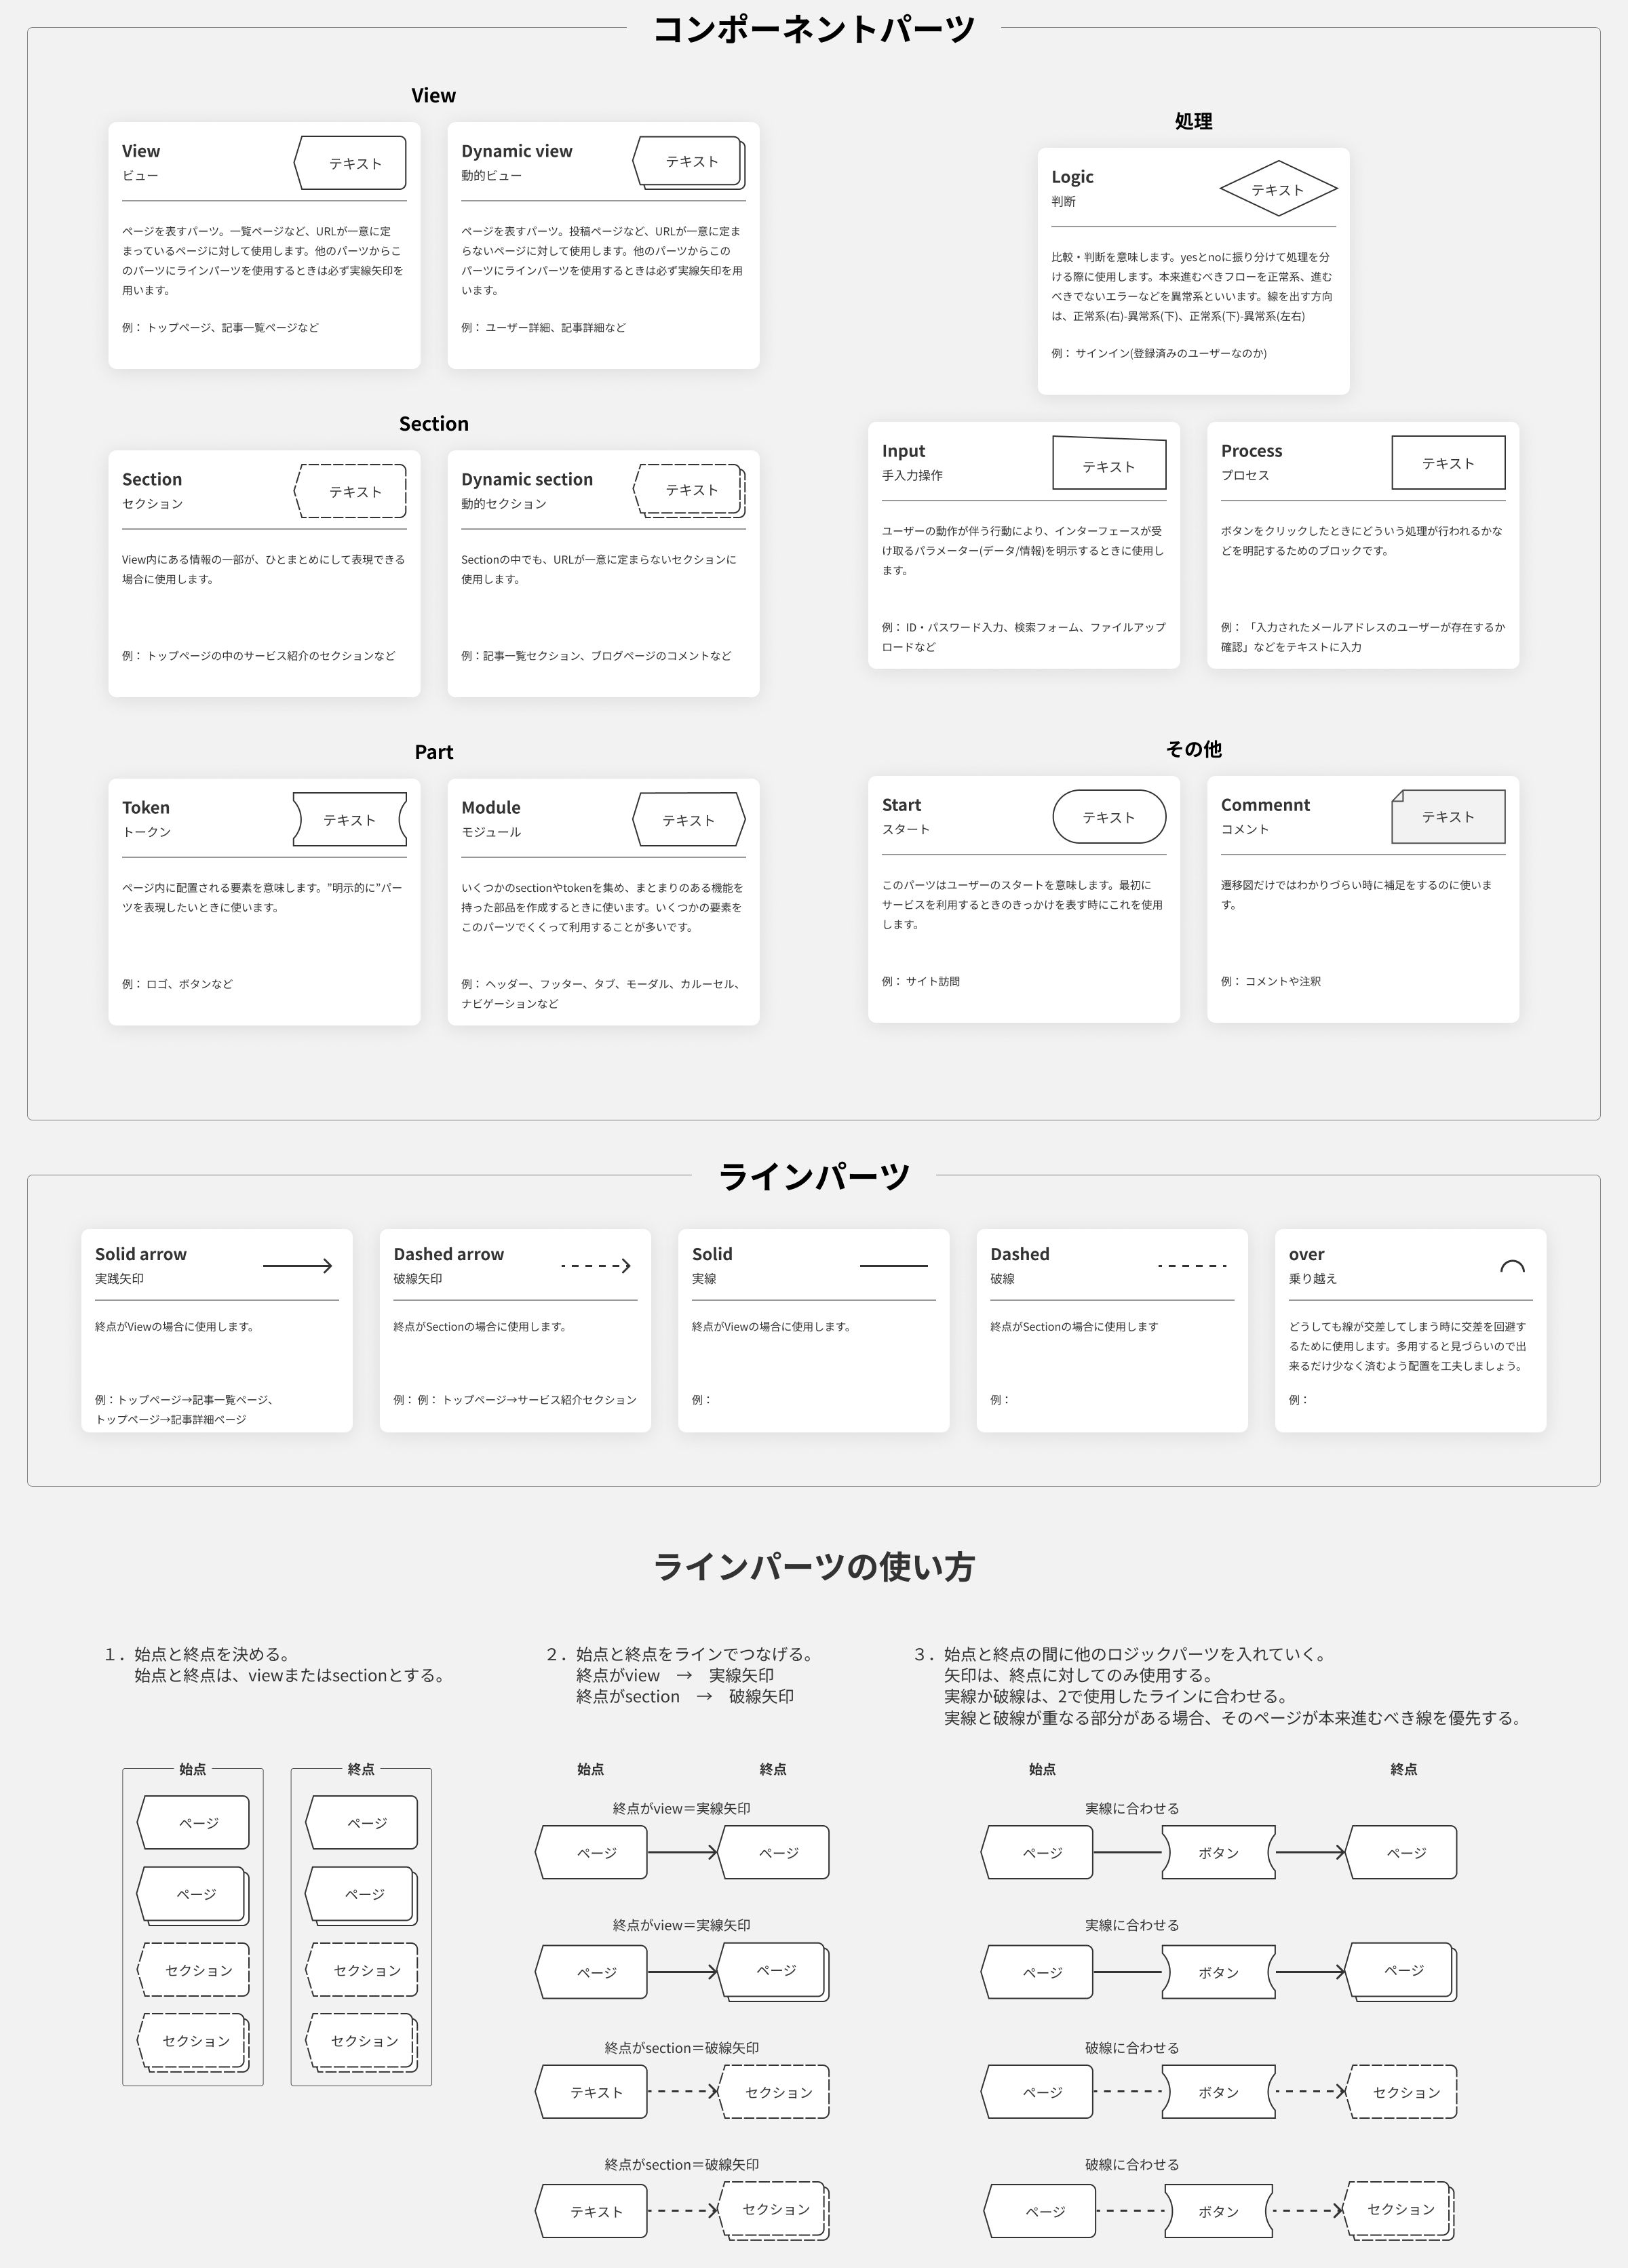 コンポーネントパーツ
View
View
ビュー
テキスト
ページを表すパーツ。一覧ページなど、URLが一意に定
まっているページに対して使用します。他のパーツからこ
のパーツにラインパーツを使用するときは必ず実線矢印を
用います。
例： トップページ、記事一覧ページなど
Dynamic view
動的ビュー
テキスト
ページを表すパーツ。投稿ページなど、URLが一意に定ま
らないページに対して使用します。他のパーツからこの
パーツにラインパーツを使用するときは必ず実線矢印を用
います。
例： ユーザー詳細、記事詳細など
Section
Section
セクション
テキスト
View内にある情報の一部が、ひとまとめにして表現できる
場合に使用します。
例： トップページの中のサービス紹介のセクションなど
Dynamic section
動的セクション
テキスト
Sectionの中でも、URLが一意に定まらないセクションに
使用します。
例：記事一覧セクション、ブログページのコメントなど
Part
Token
トークン
テキスト
ページ内に配置される要素を意味します。”明示的に”パー
ツを表現したいときに使います。
例： ロゴ、ボタンなど
Module
モジュール
テキスト
いくつかのsectionやtokenを集め、まとまりのある機能を
持った部品を作成するときに使います。いくつかの要素を
このパーツでくくって利用することが多いです。
例： ヘッダー、フッター、タブ、モーダル、カルーセル、
ナビゲーションなど
処理
Logic
判断
テキスト
比較・判断を意味します。yesとnoに振り分けて処理を分
ける際に使用します。本来進むべきフローを正常系、進む
べきでないエラーなどを異常系といいます。線を出す方向
は、正常系(右)-異常系(下)、正常系(下)-異常系(左右)
例： サインイン(登録済みのユーザーなのか)
Input
手入力操作
テキスト
ユーザーの動作が伴う行動により、インターフェースが受
け取るパラメーター(データ/情報)を明示するときに使用し
ます。
例： ID・パスワード入力、検索フォーム、ファイルアップ
ロードなど
Process
プロセス
テキスト
ボタンをクリックしたときにどういう処理が行われるかな
どを明記するためのブロックです。
例： 「入力されたメールアドレスのユーザーが存在するか
確認」などをテキストに入力
その他
Start
スタート
テキスト
このパーツはユーザーのスタートを意味します。最初に
サービスを利用するときのきっかけを表す時にこれを使用
します。
例： サイト訪問
Commennt
コメント
テキスト
遷移図だけではわかりづらい時に補足をするのに使いま
す。
例： コメントや注釈
ラインパーツ
Solid arrow
実践矢印
終点がViewの場合に使用します。
例：トップページ→記事一覧ページ、
トップページ→記事詳細ページ
Dashed arrow
破線矢印
終点がSectionの場合に使用します。
例： 例： トップページ→サービス紹介セクション
Solid
実線
終点がViewの場合に使用します。
例：
Dashed
破線
終点がSectionの場合に使用します
例：
over
乗り越え
どうしても線が交差してしまう時に交差を回避す
るために使用します。多用すると見づらいので出
来るだけ少なく済むよう配置を工夫しましょう。
例：
ラインパーツの使い方
１．始点と終点を決める。
始点と終点は、viewまたはsectionとする。
始点
ページ
ページ
セクション
セクション
終点
ページ
ページ
セクション
セクション
２．始点と終点をラインでつなげる。
終点がview　→　実線矢印
終点がsection　→　破線矢印
始点
終点
終点がview＝実線矢印
ページ
ページ
終点がview＝実線矢印
ページ
ページ
終点がsection＝破線矢印
テキスト
セクション
終点がsection＝破線矢印
テキスト
セクション
３．始点と終点の間に他のロジックパーツを入れていく。
矢印は、終点に対してのみ使用する。
実線か破線は、2で使用したラインに合わせる。
実線と破線が重なる部分がある場合、そのページが本来進むべき線を優先する。
始点
終点
実線に合わせる
ページ
ボタン
ページ
実線に合わせる
ページ
ボタン
ページ
破線に合わせる
ページ
ボタン
セクション
破線に合わせる
ページ
ボタン
セクション